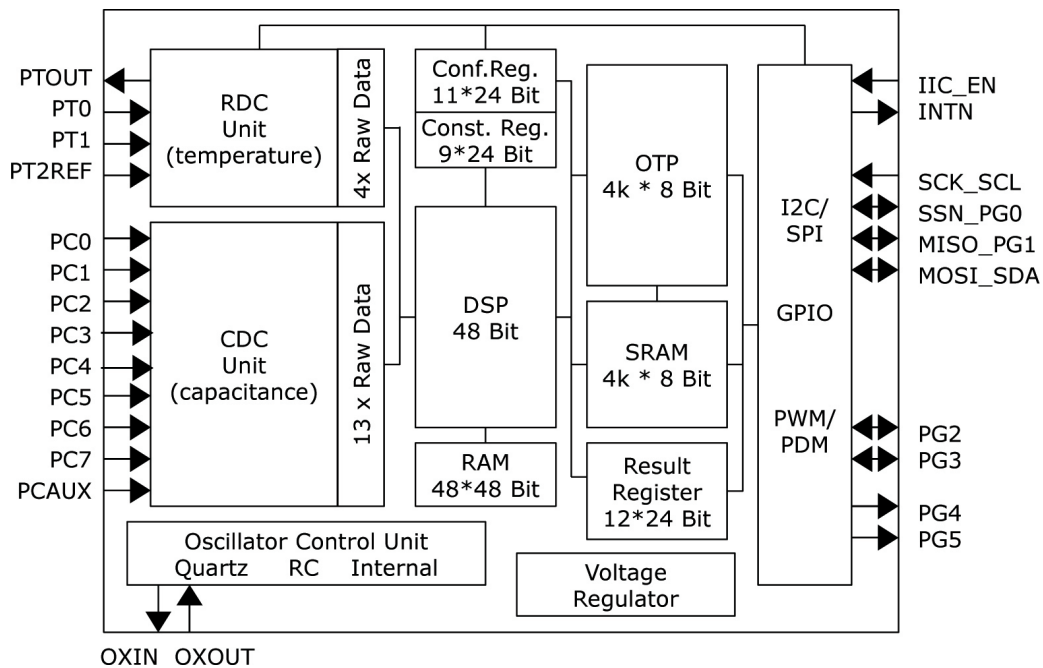 PTOUT
PT0
PT1
PT2REF
PC0
PC1
PC2
PC3
PC4
PC5
PC6
PC7
PCAUX
RDC
Unit
(temperature)
4x Raw Data
CDC
Unit
(capacitance)
13 x Raw Data
Conf.Reg.
11*24 Bit
Const. Reg.
9*24 Bit
DSP
48 Bit
RAM
48*48 Bit
OTP
4k * 8 Bit
SRAM
4k * 8 Bit
Result
Register
12*24 Bit
I2C/
SPI
GPIO
PWM/
PDM
IIC_EN
INTN
SCK_SCL
SSN_PG0
MISO_PG1
MOSI_SDA
PG2
PG3
PG4
PG5
Oscillator Control Unit
Quartz RC Internal
Voltage
Regulator
OXIN OXOUT